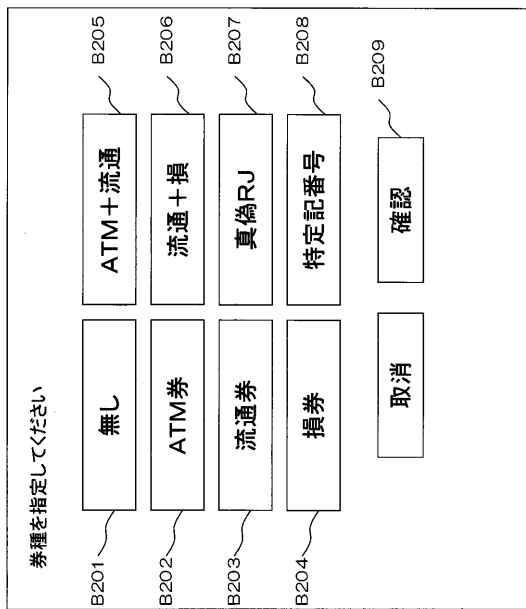 券種を指定してください
B201 無し ATM+流通 B205
B202 ATM券 流通+損 B206
B203 流通券 真偽RJ B207
B204 損券 特定記番号 B208
取消 確認 B209